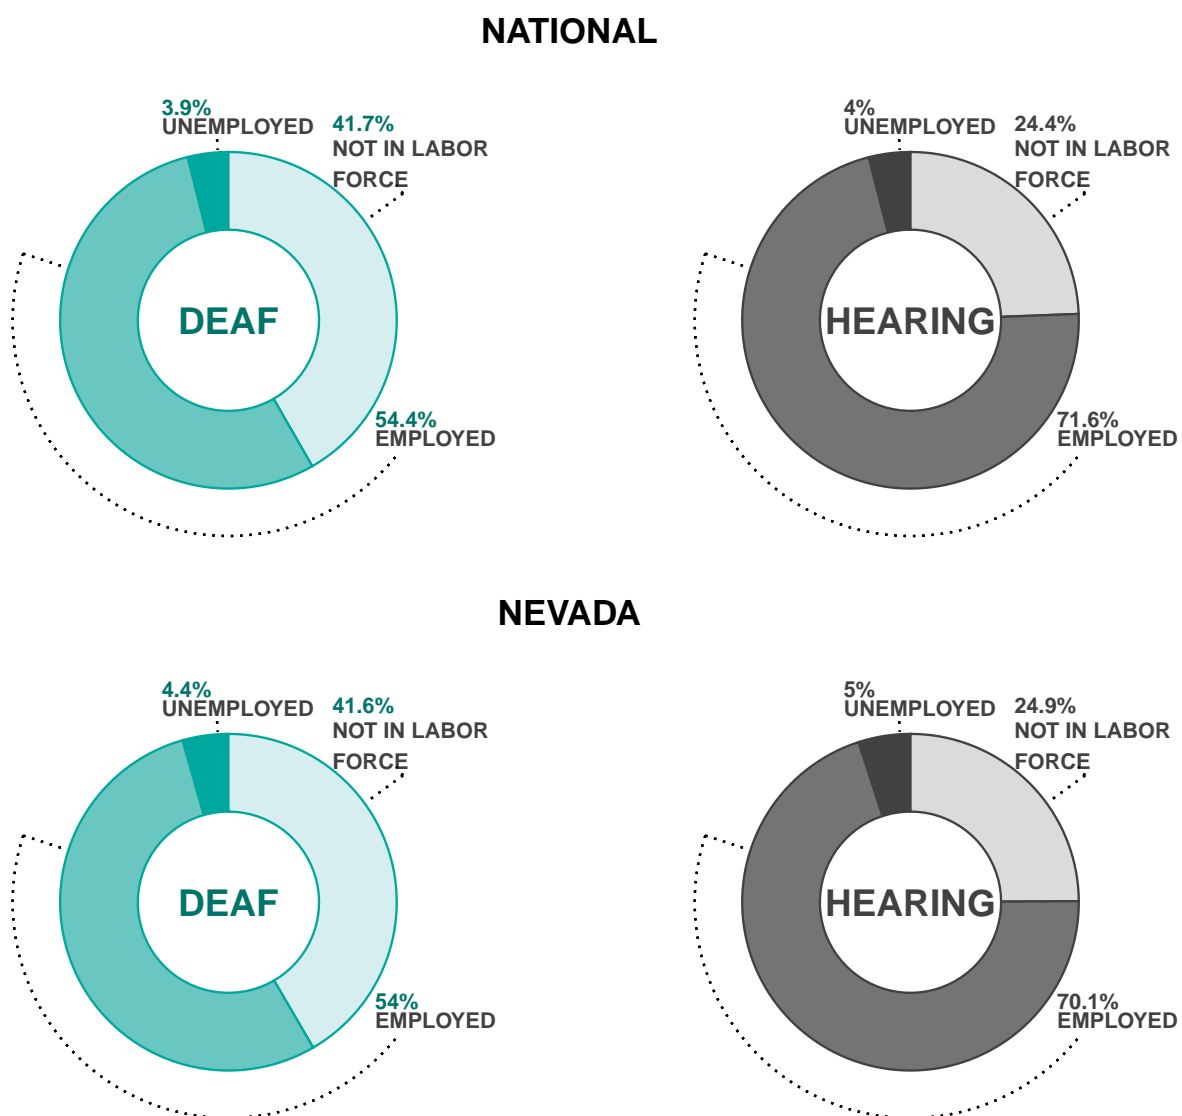 NATIONAL
3.9%
UNEMPLOYED
41.7%
NOT IN LABOR
FORCE
DEAF
54.4%
EMPLOYED
4%
UNEMPLOYED
24.4%
NOT IN LABOR
FORCE
HEARING
71.6%
EMPLOYED
NEVADA
4.4%
UNEMPLOYED
41.6%
NOT IN LABOR
FORCE
DEAF
54%
EMPLOYED
5%
UNEMPLOYED
24.9%
NOT IN LABOR
FORCE
HEARING
70.1%
EMPLOYED